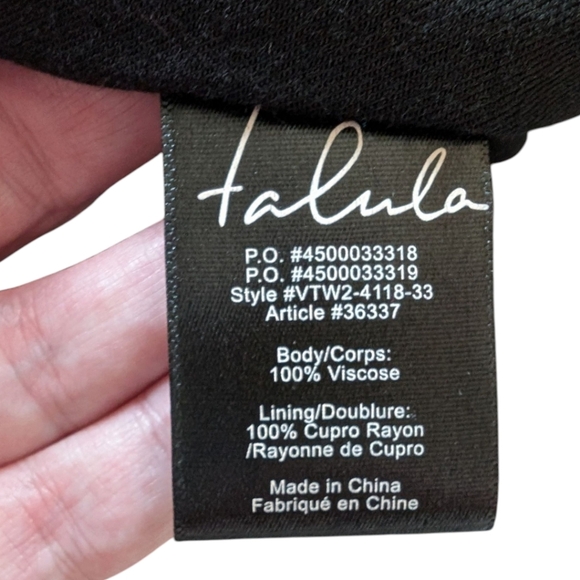 talula
P.O. #4500033318
P.O. #4500033319
Style #VTW2-4118-33
Article #36337
Body/Corps:
100% Viscose
Lining/Doublure:
100% Cupro Rayon
/Rayonne de Cupro
Made in China
Fabriqué en Chine